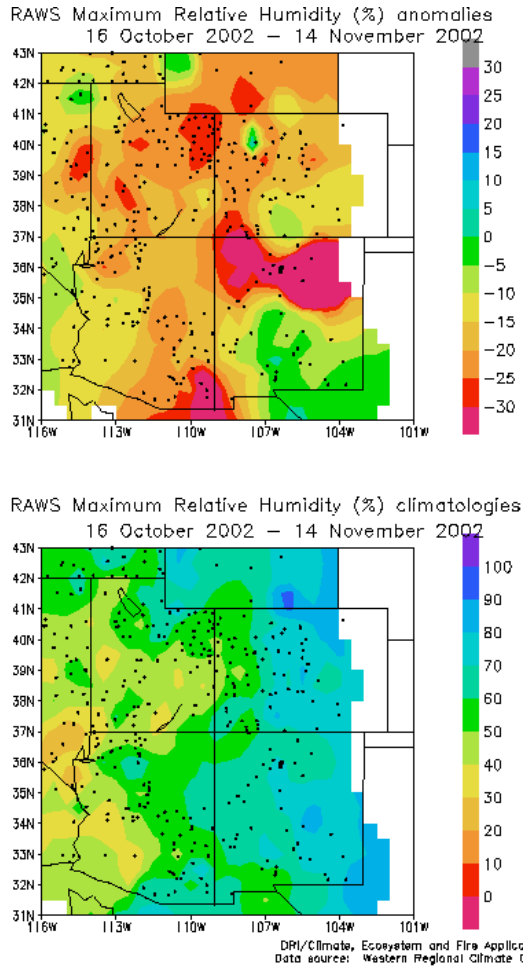 RAWS Maximum Relative Humidity (%) anomalies
16 October 2002 – 14 November 2002
43N
42N
41N
40N
39N
38N
37N
36N
35N
34N
33N
32N
31N
116W 113W 110W 107W 104W 101W
30
25
20
15
10
5
0
−5
−10
−15
−20
−25
−30
RAWS Maximum Relative Humidity (%) climatologies
16 October 2002 – 14 November 2002
43N
42N
41N
40N
39N
38N
37N
36N
35N
34N
33N
32N
31N
116W 113W 110W 107W 104W 101W
100
90
80
70
60
50
40
30
20
10
0
DRI/Climate, Ecosystem and Fire Applic
Data source: Western Regional Climate